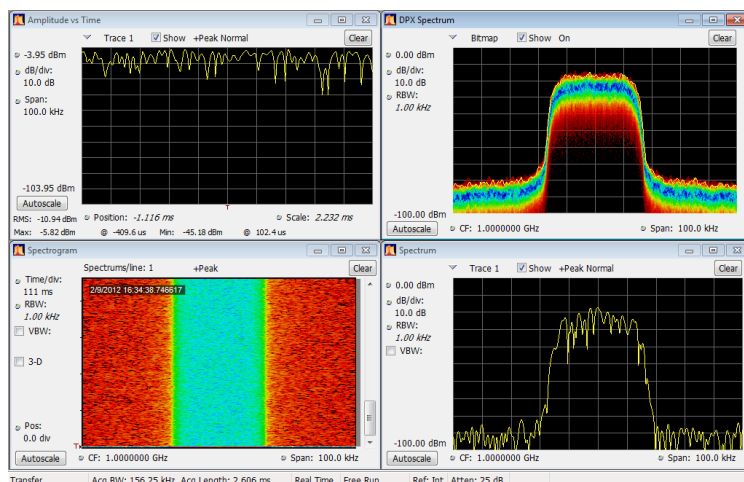 Amplitude vs Time
Trace 1 Show +Peak Normal Clear
-3.95 dBm
dB/div:
10.0 dB
Span:
100.0 kHz
-103.95 dBm
Autoscale
RMS: -10.94 dBm Position: -1.116 ms Scale: 2.232 ms
Max: -5.82 dBm @ -409.6 us Min: -45.18 dBm @ 102.4 us
DPX Spectrum
Bitmap Show On Clear
0.00 dBm
dB/div:
10.0 dB
RBW:
1.00 kHz
-100.00 dBm
Autoscale CF: 1.0000000 GHz Span: 100.0 kHz
Spectrogram
Spectrums/line: 1 +Peak Clear
Time/div:
111 ms
RBW:
1.00 kHz
VBW:
3-D
Pos:
0.0 div
2/9/2012 16:34:38.746617
T
Autoscale CF: 1.0000000 GHz Span: 100.0 kHz
Spectrum
Trace 1 Show +Peak Normal Clear
0.00 dBm
dB/div:
10.0 dB
RBW:
1.00 kHz
VBW:
-100.00 dBm
Autoscale CF: 1.0000000 GHz Span: 100.0 kHz
Transfer Acq BW: 156.25 kHz, Acq Length: 2.606 ms Real Time Free Run Ref: Int Atten: 25 dB